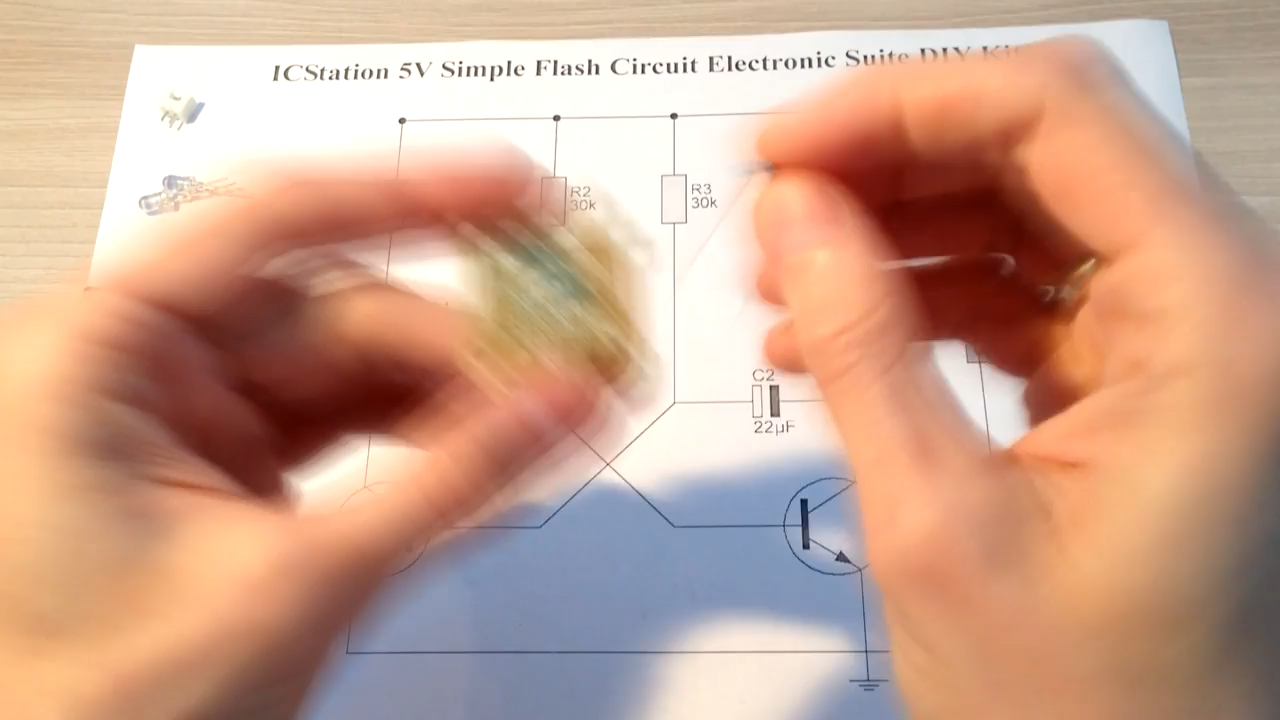 ICStation 5V Simple Flash Circuit Electronic Suite DIY Kit
R2
30k
R3
30k
C2
22µF